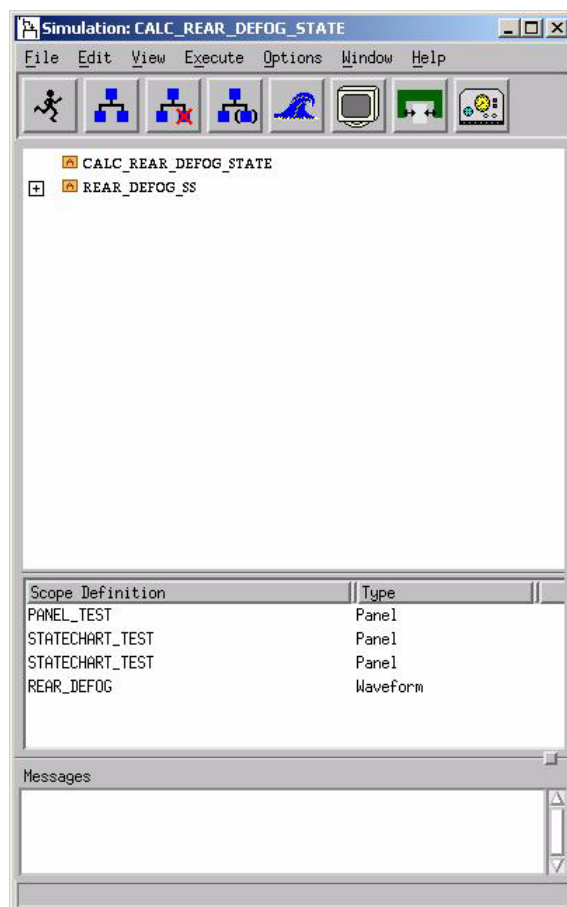 Simulation: CALC_REAR_DEFOG_STATE
File Edit View Execute Options Window Help
CALC_REAR_DEFOG_STATE
REAR_DEFOG_SS
Scope Definition Type
PANEL_TEST Panel
STATECHART_TEST Panel
STATECHART_TEST Panel
REAR_DEFOG Waveform
Messages